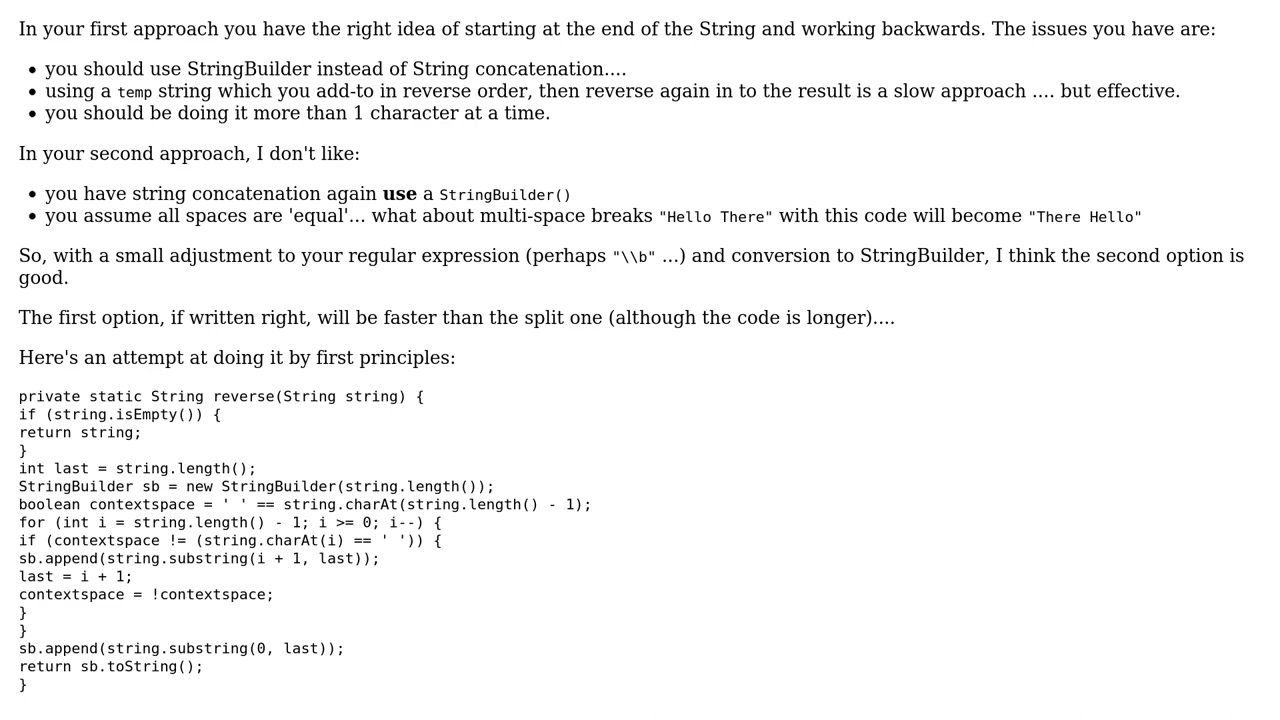 In your first approach you have the right idea of starting at the end of the String and working backwards. The issues you have are:
• you should use StringBuilder instead of String concatenation....
• using a temp string which you add-to in reverse order, then reverse again in to the result is a slow approach .... but effective.
• you should be doing it more than 1 character at a time.
In your second approach, I don't like:
• you have string concatenation again use a StringBuilder()
• you assume all spaces are 'equal'... what about multi-space breaks "Hello There" with this code will become "There Hello"
So, with a small adjustment to your regular expression (perhaps "\\b" ...) and conversion to StringBuilder, I think the second option is
good.
The first option, if written right, will be faster than the split one (although the code is longer)....
Here's an attempt at doing it by first principles:
private static String reverse(String string) {
if (string.isEmpty()) {
return string;
}
int last = string.length();
StringBuilder sb = new StringBuilder(string.length());
boolean contextspace = ' ' == string.charAt(string.length() - 1);
for (int i = string.length() - 1; i >= 0; i--) {
if (contextspace != (string.charAt(i) == ' ')) {
sb.append(string.substring(i + 1, last));
last = i + 1;
contextspace = !contextspace;
}
}
sb.append(string.substring(0, last));
return sb.toString();
}